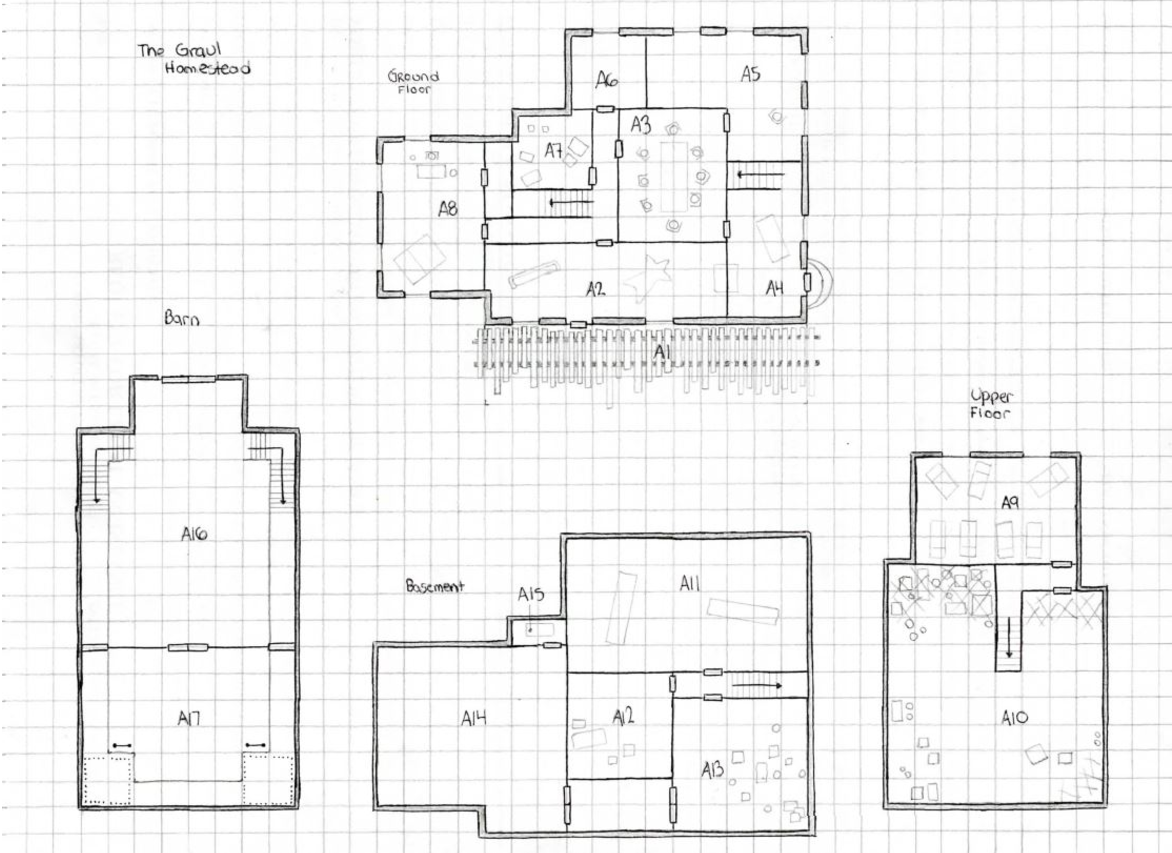 The Graul
Homestead
Ground
Floor
A6
A5
A3
A7
A8
A2
A4
A1
Barn
A16
A17
Basement
A15
A11
A14
A12
A13
Upper
Floor
A9
A10